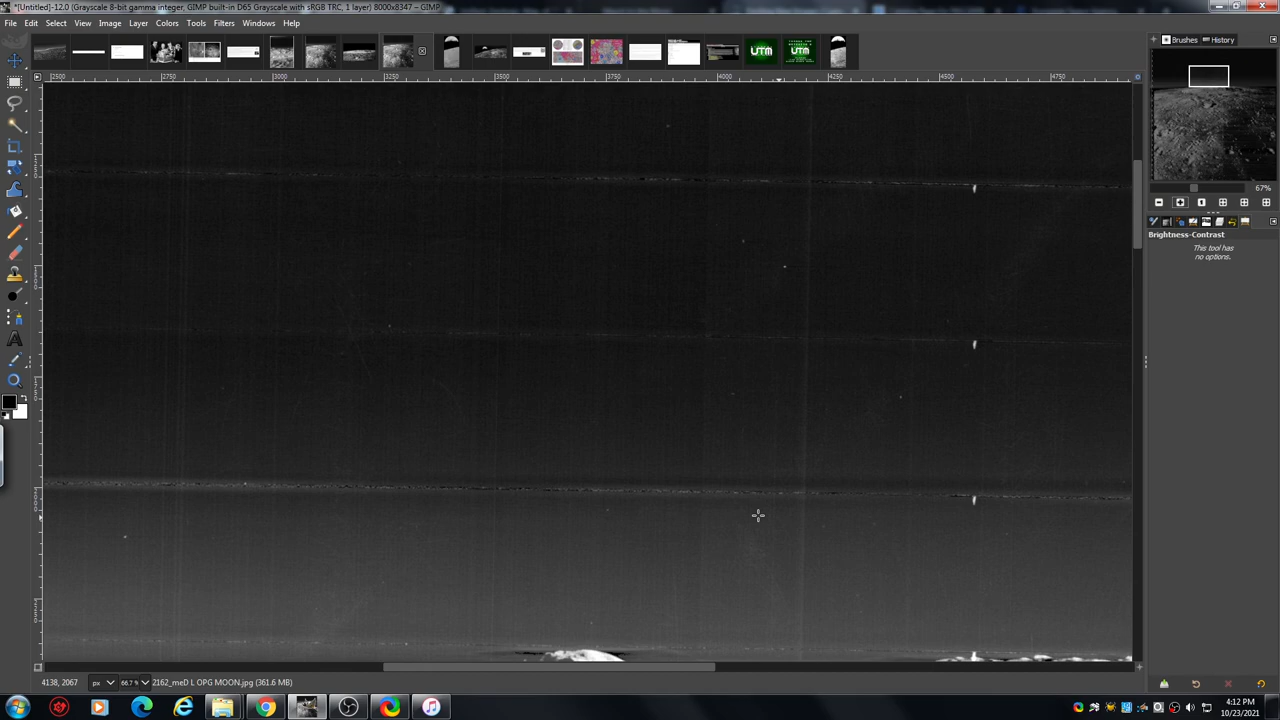 *[Untitled]-12.0 (Grayscale 8-bit gamma integer, GIMP built-in D65 Grayscale with sRGB TRC, 1 layer) 8000x8347 – GIMP
File Edit Select View Image Layer Colors Tools Filters Windows Help
UTM
UTM
2500 2750 3000 3250 3500 3750 4000 4250 4500 4750
Brushes History
67%
Brightness-Contrast
This tool has
no options.
4138, 2067 px 66.7 % 2162_meD L OPG MOON.jpg (361.6 MB)
4:12 PM
10/23/2021